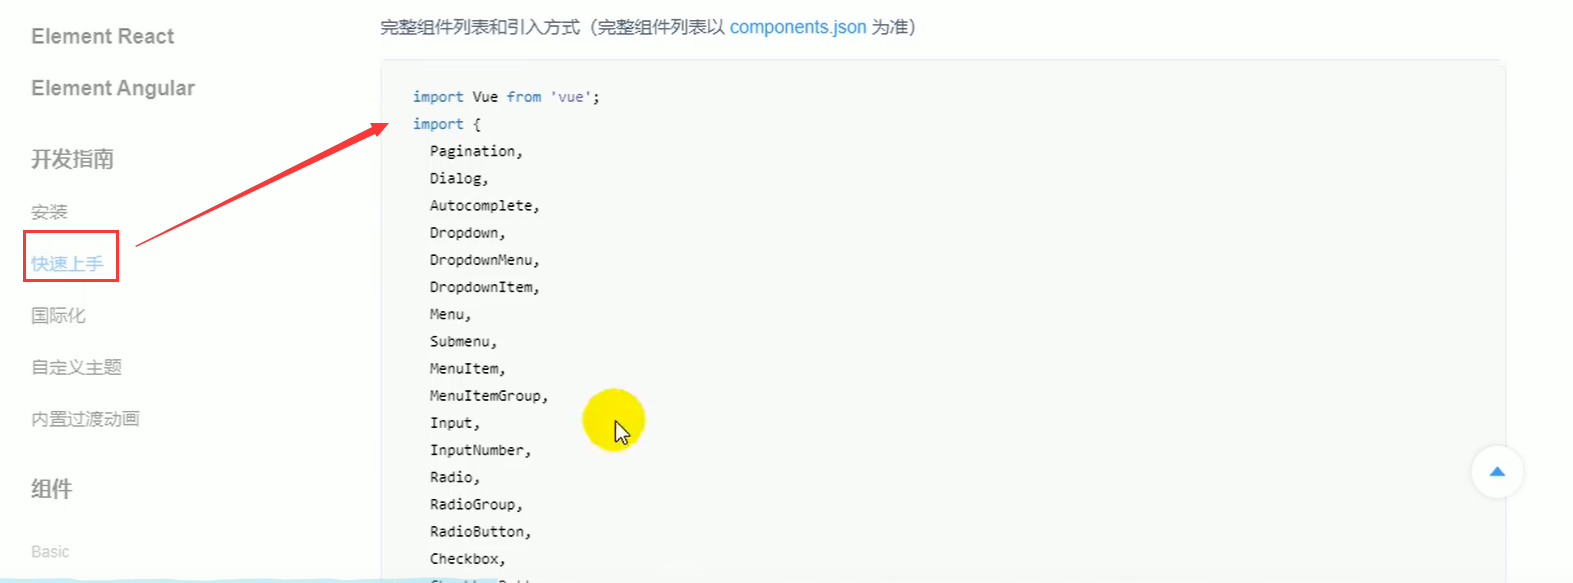 Element React
Element Angular
开发指南
安装
快速上手
国际化
自定义主题
内置过渡动画
组件
Basic
完整组件列表和引入方式（完整组件列表以 components.json 为准）
import Vue from 'vue';
import {
Pagination,
Dialog,
Autocomplete,
Dropdown,
DropdownMenu,
DropdownItem,
Menu,
Submenu,
MenuItem,
MenuItemGroup,
Input,
InputNumber,
Radio,
RadioGroup,
RadioButton,
Checkbox,